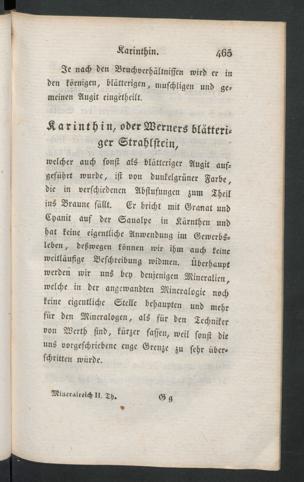 Karinthin. 465
Je nach den Bruchverhältnissen wird er in
den körnigen, blätterigen, muschligen und ge-
meinen Augit eingetheilt.
Karinthin, oder Werners blätteri-
ger Strahlstein,
welcher auch sonst als blätteriger Augit auf-
geführt wurde, ist von dunkelgrüner Farbe,
die in verschiedenen Abstufungen zum Theil
ins Braune fällt. Er bricht mit Granat und
Cyanit auf der Saualpe in Kärnthen und
hat keine eigentliche Anwendung im Gewerbs-
leben, deßwegen können wir ihm auch keine
weitläufige Beschreibung widmen. Überhaupt
werden wir uns bey denjenigen Mineralien,
welche in der angewandten Mineralogie noch
keine eigentliche Stelle behaupten und mehr
für den Mineralogen, als für den Techniker
von Werth sind, kürzer fassen, weil sonst die
uns vorgeschriebene enge Grenze zu sehr über-
schritten würde.
Mineralreich II. Th. G g